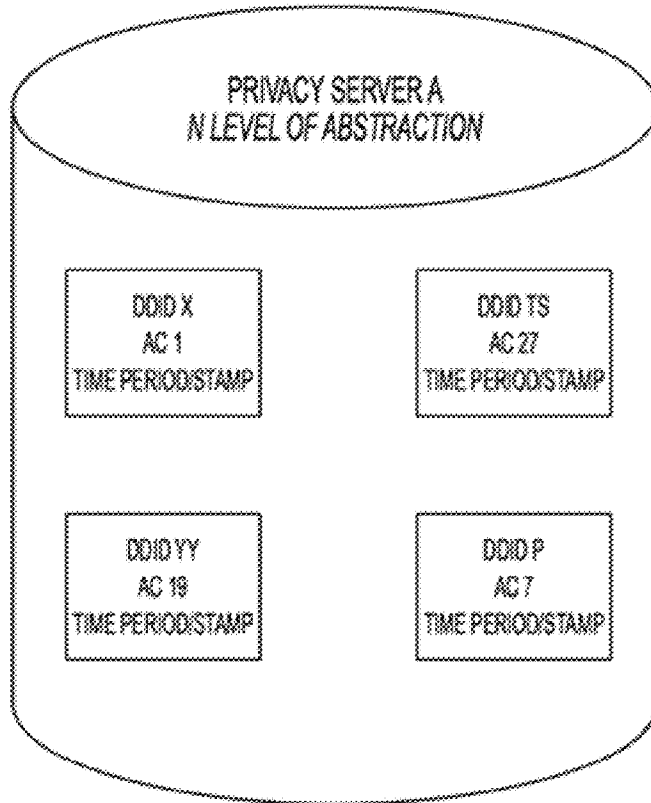 PRIVACY SERVER A
N LEVEL OF ABSTRACTION
DDID X
AC 1
TIME PERIOD/STAMP
DDID TS
AC 27
TIME PERIOD/STAMP
DDID YY
AC 19
TIME PERIOD/STAMP
DDID P
AC 7
TIME PERIOD/STAMP